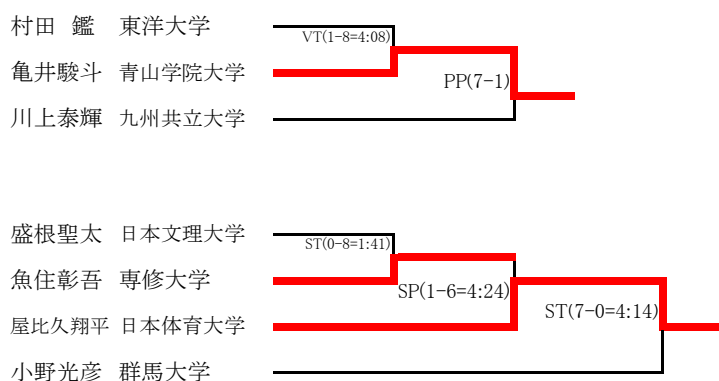 村田 鑑 東洋大学
VT(1-8=4:08)
亀井駿斗 青山学院大学
PP(7-1)
川上泰輝 九州共立大学
盛根聖太 日本文理大学
ST(0-8=1:41)
魚住彰吾 専修大学
SP(1-6=4:24)
ST(7-0=4:14)
屋比久翔平 日本体育大学
小野光彦 群馬大学